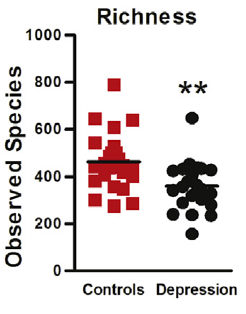 Richness
1000
800
600
400
200
0
Observed Species
**
Controls
Depression